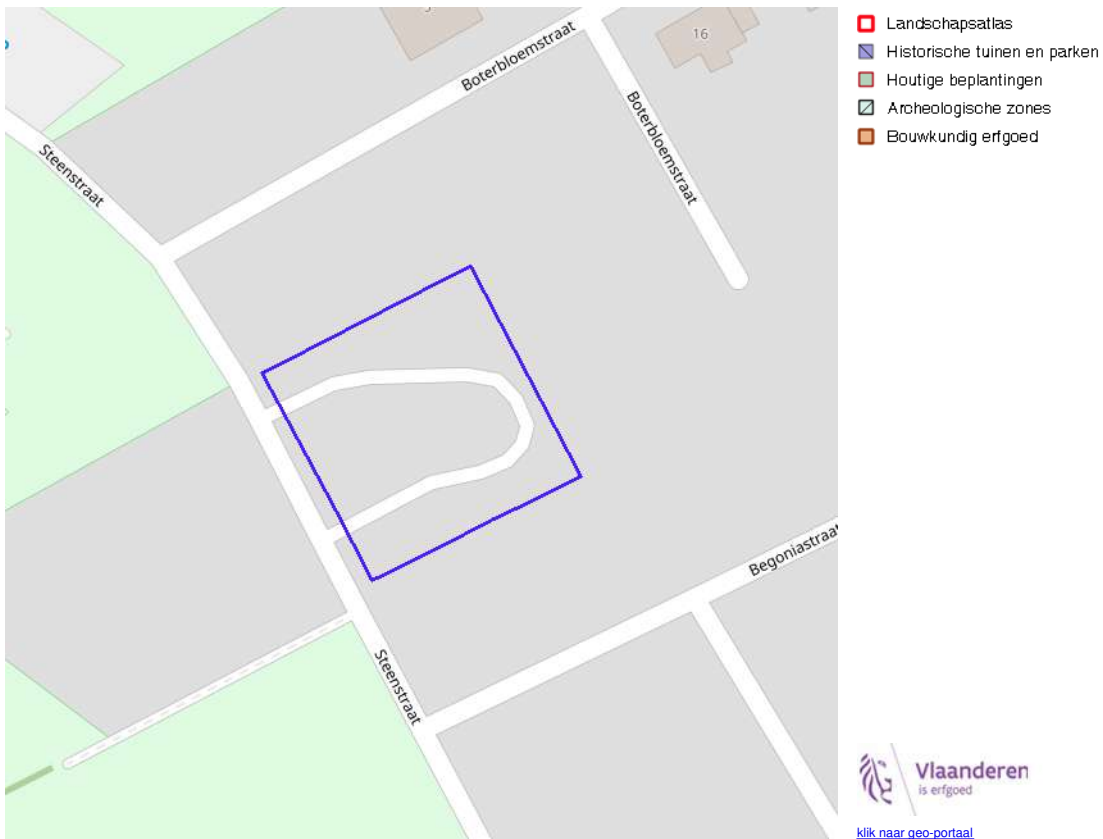 Boterbloemstraat
16
Boterbloemstraat
Steenstraat
Begoniastraat
Steenstraat
Landschapsatlas
Historische tuinen en parken
Houtige beplantingen
Archeologische zones
Bouwkundig erfgoed
Vlaanderen
is erfgoed
klik naar geo-portaal